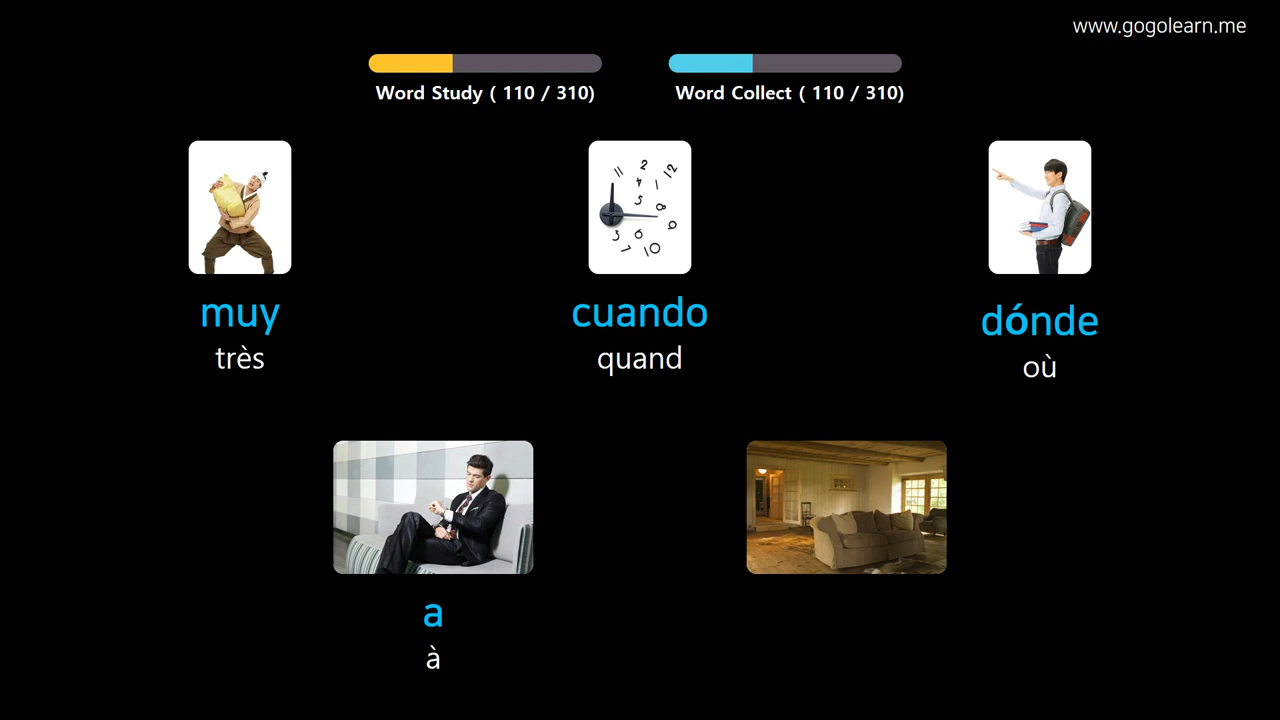 www.gogolearn.me
Word Study ( 110 / 310)
Word Collect ( 110 / 310)
muy
très
cuando
quand
dónde
où
a
à